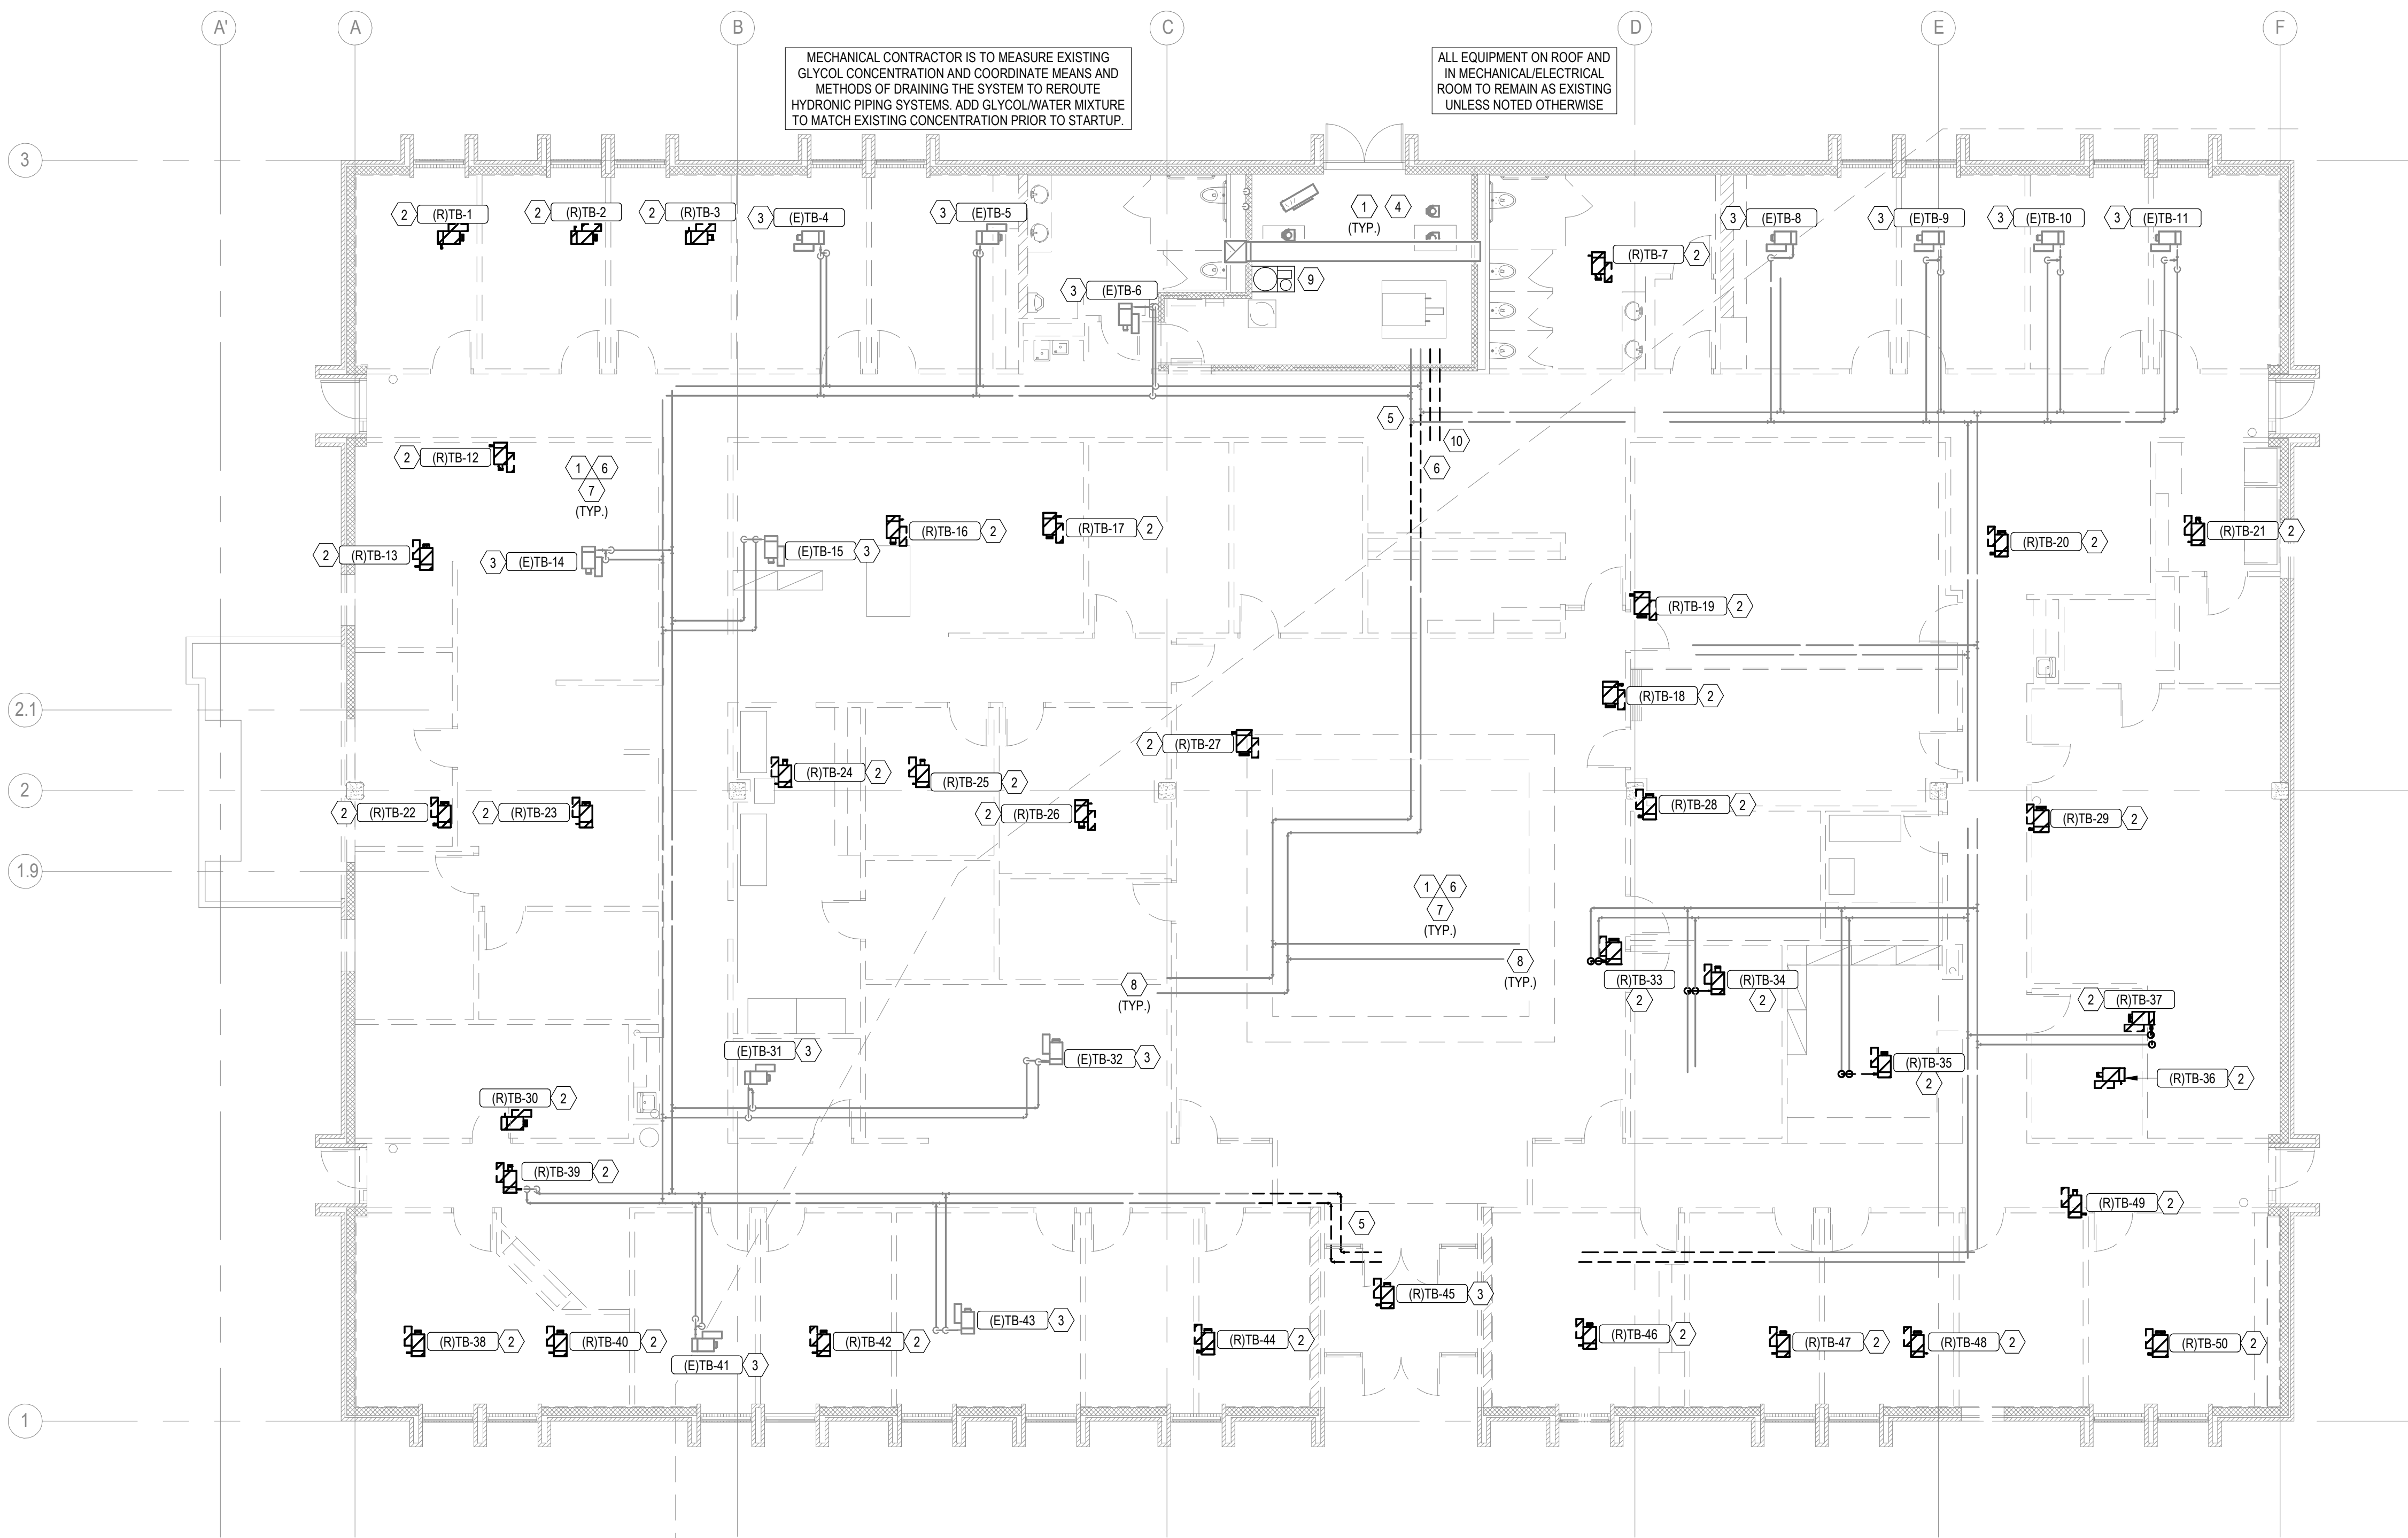 A'
A
B
C
D
E
F
MECHANICAL CONTRACTOR IS TO MEASURE EXISTING
GLYCOL CONCENTRATION AND COORDINATE MEANS AND
METHODS OF DRAINING THE SYSTEM TO REROUTE
HYDRONIC PIPING SYSTEMS. ADD GLYCOL/WATER MIXTURE
TO MATCH EXISTING CONCENTRATION PRIOR TO STARTUP.
ALL EQUIPMENT ON ROOF AND
IN MECHANICAL/ELECTRICAL
ROOM TO REMAIN AS EXISTING
UNLESS NOTED OTHERWISE
3
2 (R)TB-1
2 (R)TB-2
2 (R)TB-3
3 (E)TB-4
3 (E)TB-5
1 4
(TYP.)
3 (E)TB-8
3 (E)TB-9
3 (E)TB-10
3 (E)TB-11
(R)TB-7 2
9
3 (E)TB-6
5
10
6
2 (R)TB-12
1 6
7
(TYP.)
2 (R)TB-13
3 (E)TB-14
(E)TB-15 3
(R)TB-16 2
(R)TB-17 2
(R)TB-20 2
(R)TB-21 2
(R)TB-19 2
(R)TB-18 2
2.1
2 (R)TB-27
(R)TB-24 2
(R)TB-25 2
2
2 (R)TB-22
2 (R)TB-23
2 (R)TB-26
(R)TB-28 2
(R)TB-29 2
1.9
1 6
7
(TYP.)
8
(TYP.)
8
(TYP.)
(R)TB-33
2
(R)TB-34
2
2 (R)TB-37
(E)TB-31 3
(E)TB-32 3
(R)TB-35
2
(R)TB-36 2
(R)TB-30 2
(R)TB-39 2
5
(R)TB-49 2
(R)TB-45 3
(R)TB-38 2
(R)TB-40 2
(E)TB-41 3
(R)TB-42 2
(E)TB-43 3
(R)TB-44 2
(R)TB-46 2
(R)TB-47 2
(R)TB-48 2
(R)TB-50 2
1